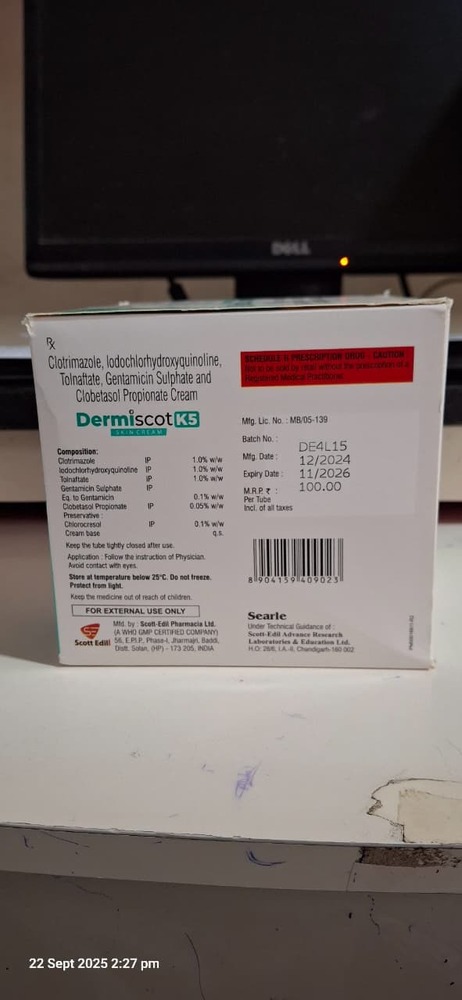 DELL
Rx
Clotrimazole, Iodochlorhydroxyquinoline,
Tolnaftate, Gentamicin Sulphate and
Clobetasol Propionate Cream
Dermiscot K5
SKIN CREAM
Composition:
Clotrimazole IP 1.0% w/w
Iodochlorhydroxyquinoline IP 1.0% w/w
Tolnaftate IP 1.0% w/w
Gentamicin Sulphate IP
Eq. to Gentamicin 0.1% w/w
Clobetasol Propionate IP 0.05% w/w
Preservative :
Chlorocresol IP 0.1% w/w
Cream base q.s.
Keep the tube tightly closed after use.
Application : Follow the instruction of Physician.
Avoid contact with eyes.
Store at temperature below 25°C. Do not freeze.
Protect from light.
Keep the medicine out of reach of children.
FOR EXTERNAL USE ONLY
Scott Edil
Mfd. by : Scott-Edil Pharmacia Ltd.
(A WHO GMP CERTIFIED COMPANY)
56, E.P.I.P., Phase-I, Jharmajri, Baddi,
Distt. Solan, (HP) - 173 205, INDIA
SCHEDULE H PRESCRIPTION DRUG - CAUTION
Not to be sold by retail without the prescription of a
Registered Medical Practitioner.
Mfg. Lic. No. : MB/05-139
Batch No. : DE4L15
Mfg. Date : 12/2024
Expiry Date : 11/2026
M.R.P. ₹ : 100.00
Per Tube
Incl. of all taxes
8 904159 409023
Searle
Under Technical Guidance of :
Scott-Edil Advance Research
Laboratories & Education Ltd.
H.O: 26/6, I.A.-II, Chandigarh-160 002
22 Sept 2025 2:27 pm